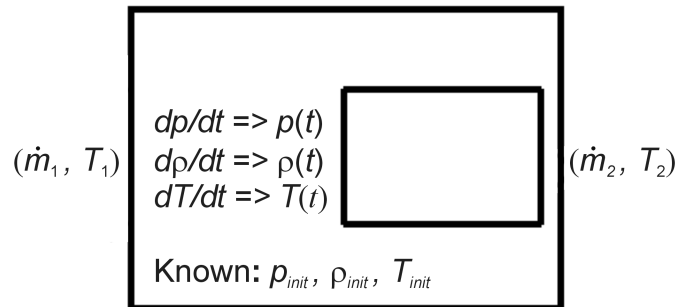 dp/dt => p(t)
(ṁ₁, T₁) dρ/dt => ρ(t) (ṁ₂, T₂)
dT/dt => T(t)
Known: p_init, ρ_init, T_init